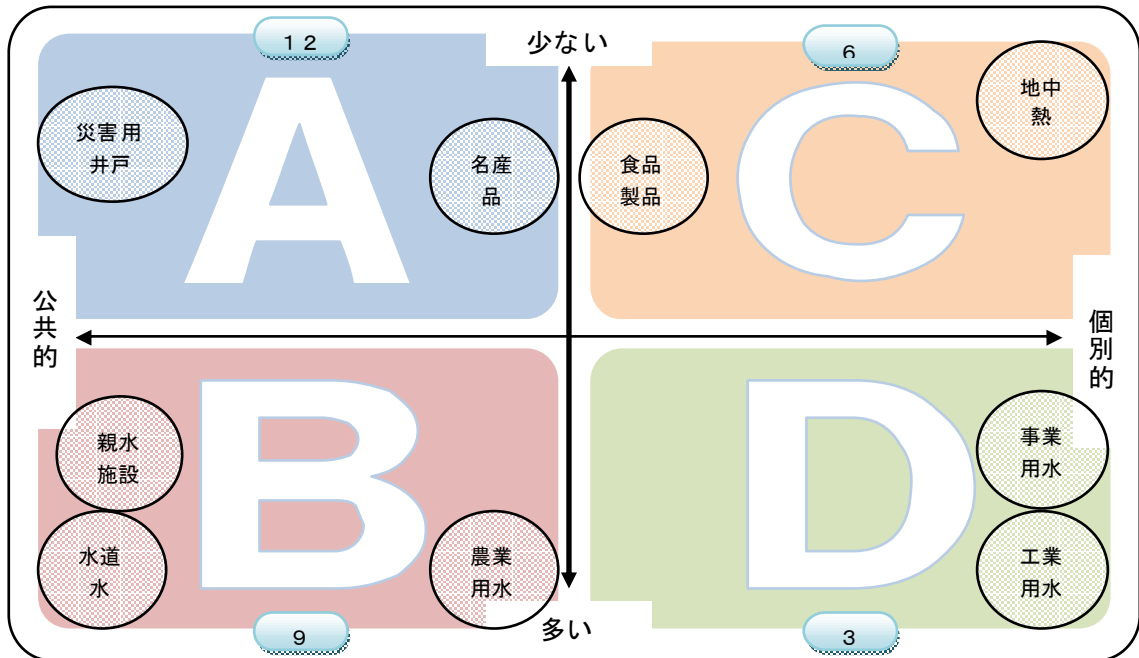 12
少ない
6
A
C
災害用
井戸
名産
品
食品
製品
地中
熱
公共的
個別的
B
D
親水
施設
水道
水
農業
用水
事業
用水
工業
用水
9
多い
3